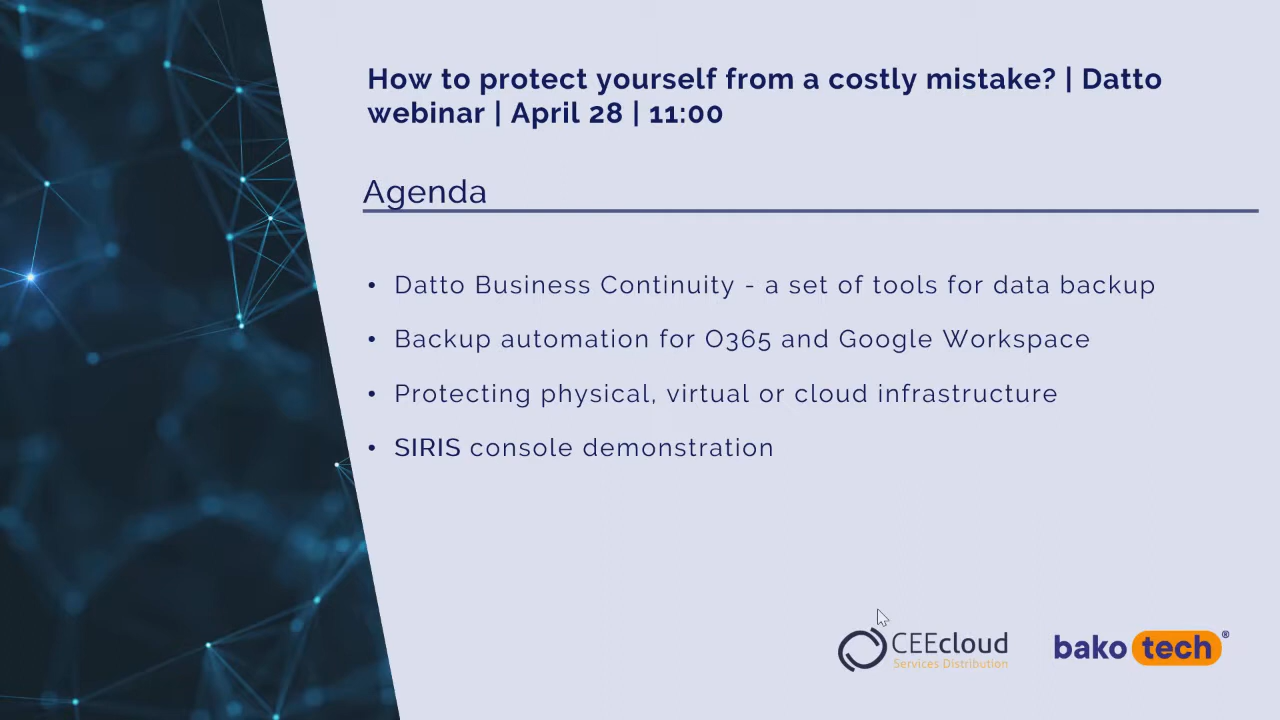 How to protect yourself from a costly mistake? | Datto
webinar | April 28 | 11:00
Agenda
• Datto Business Continuity - a set of tools for data backup
• Backup automation for O365 and Google Workspace
• Protecting physical, virtual or cloud infrastructure
• SIRIS console demonstration
CEEcloud
Services Distribution
bako tech®